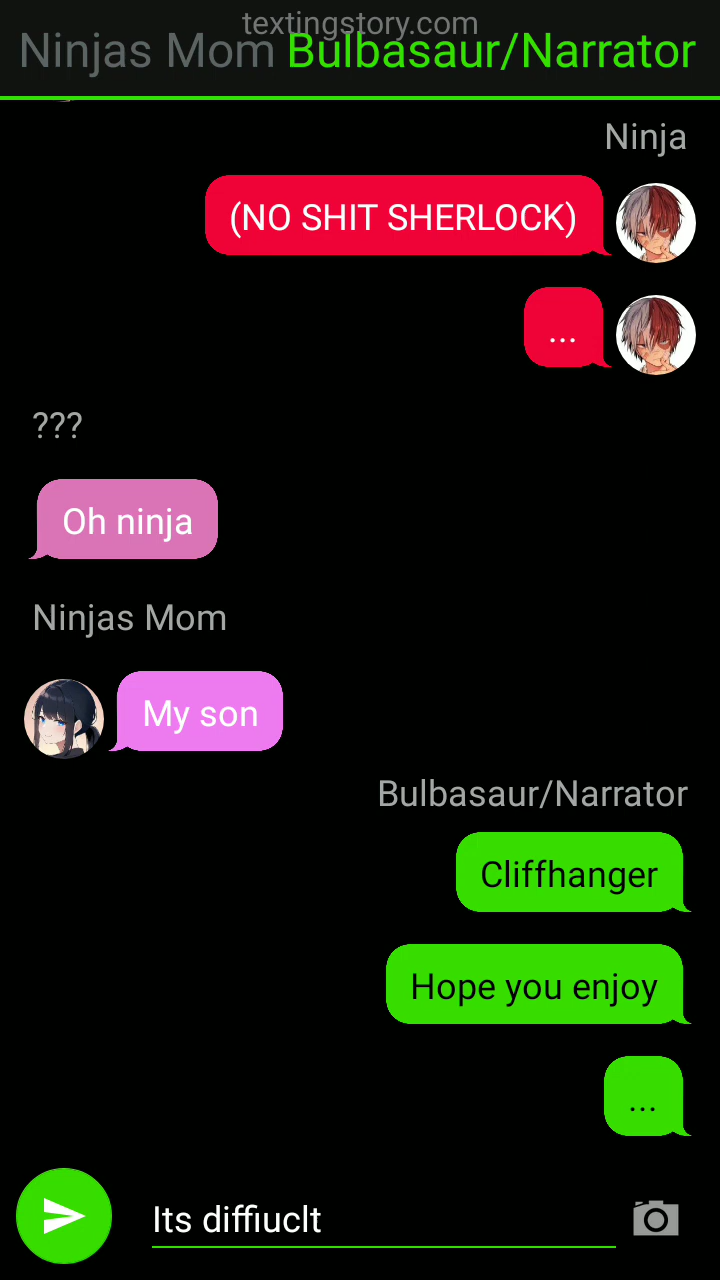 textingstory.com
Ninjas Mom Bulbasaur/Narrator
Ninja
(NO SHIT SHERLOCK)
...
???
Oh ninja
Ninjas Mom
My son
Bulbasaur/Narrator
Cliffhanger
Hope you enjoy
...
Its diffiuclt